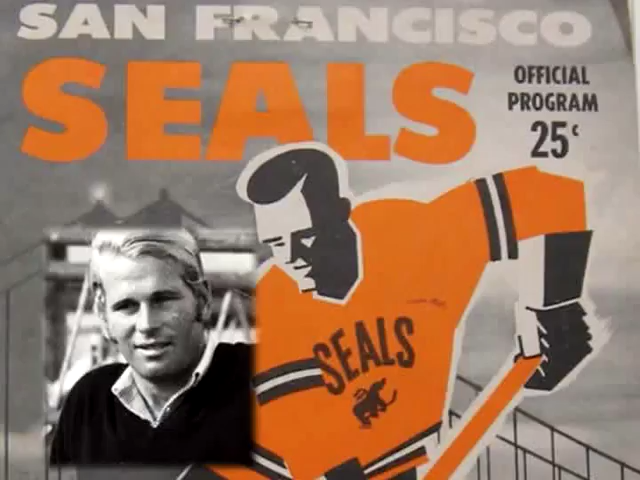 SAN FRANCISCO
SEALS
OFFICIAL
PROGRAM
25¢
SEALS